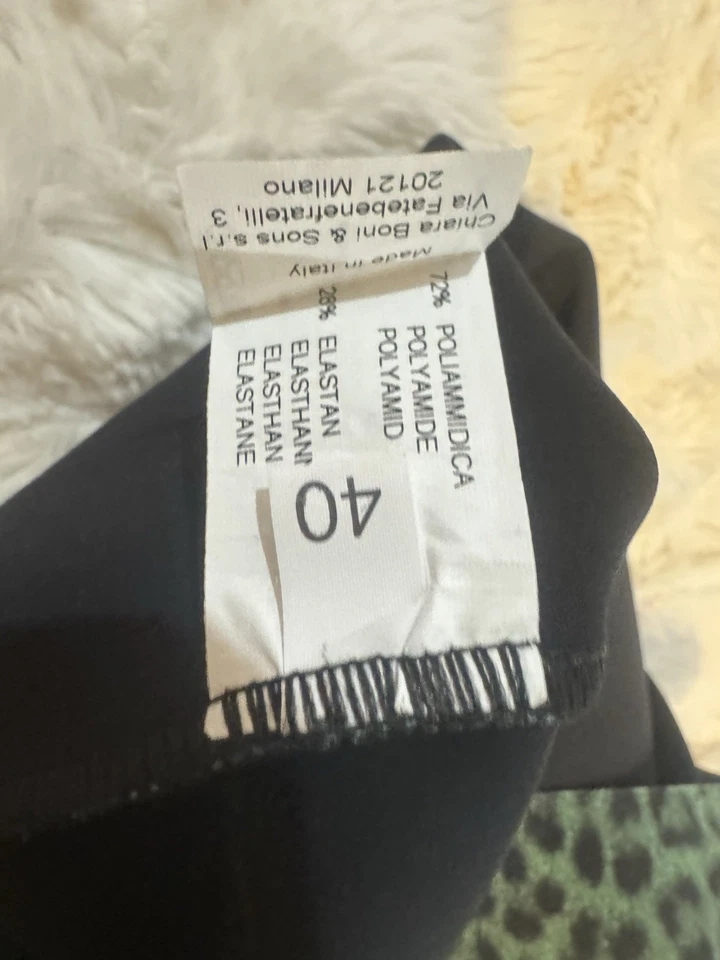 Chiara Boni & Sons s.r.l
Via Fatebenefratelli, 3
20121 Milano
Made in Italy
72% POLIAMMIDICA
POLYAMIDE
POLYAMID
28% ELASTAN
ELASTHANN
ELASTHAN
ELASTANE
40